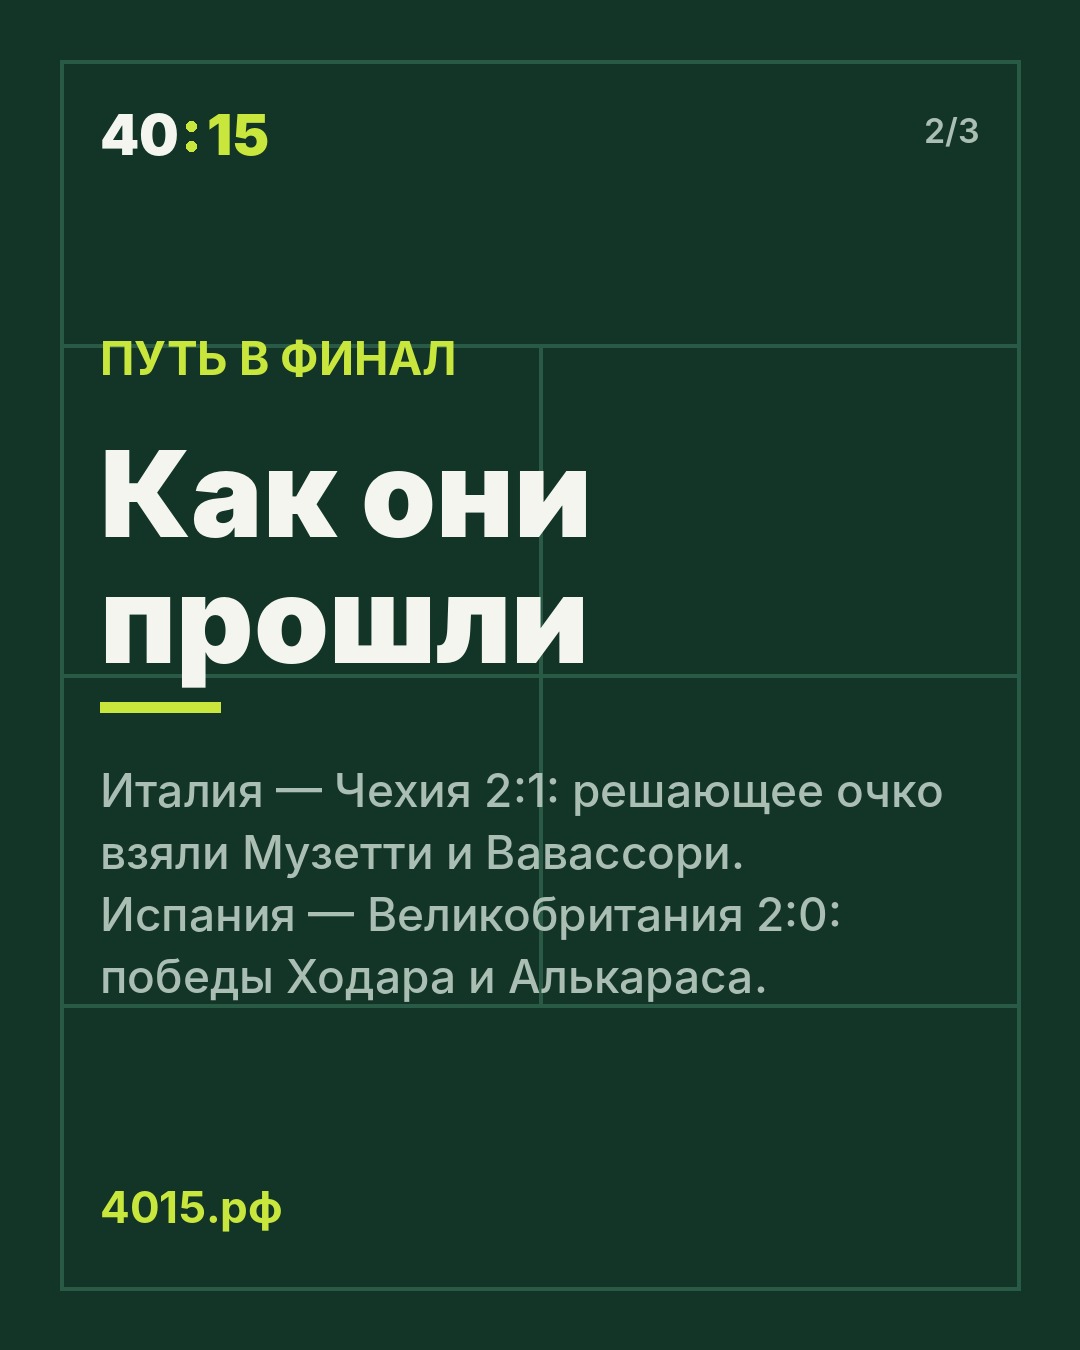 40:15
2/3
ПУТЬ В ФИНАЛ
Как они
прошли
Италия — Чехия 2:1: решающее очко
взяли Музетти и Вавассори.
Испания — Великобритания 2:0:
победы Ходара и Алькараса.
4015.рф